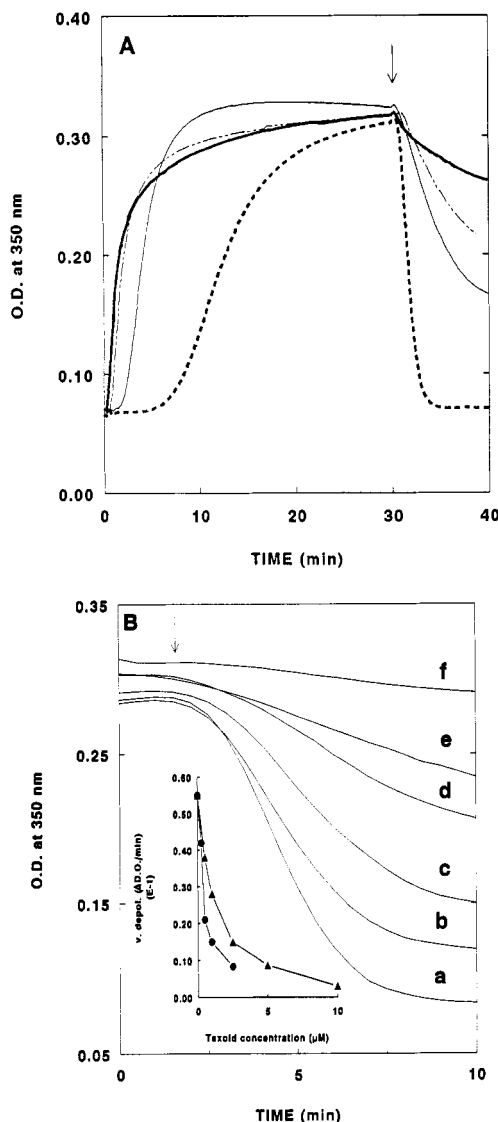 0.40
A
0.30
0.20
0.10
0.00
O.D. at 350 nm
0
10
20
30
40
TIME (min)
0.35
B
0.25
0.15
0.05
O.D. at 350 nm
f
e
d
c
b
a
0.60
0.50
0.40
0.30
0.20
0.10
0.00
v. depol. (Δ D.O./min)
(E-1)
0
5
10
Taxoid concentration (μM)
0
5
10
TIME (min)